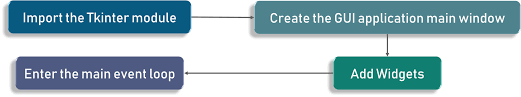 Import the Tkinter module
Create the GUI application main window
Add Widgets
Enter the main event loop